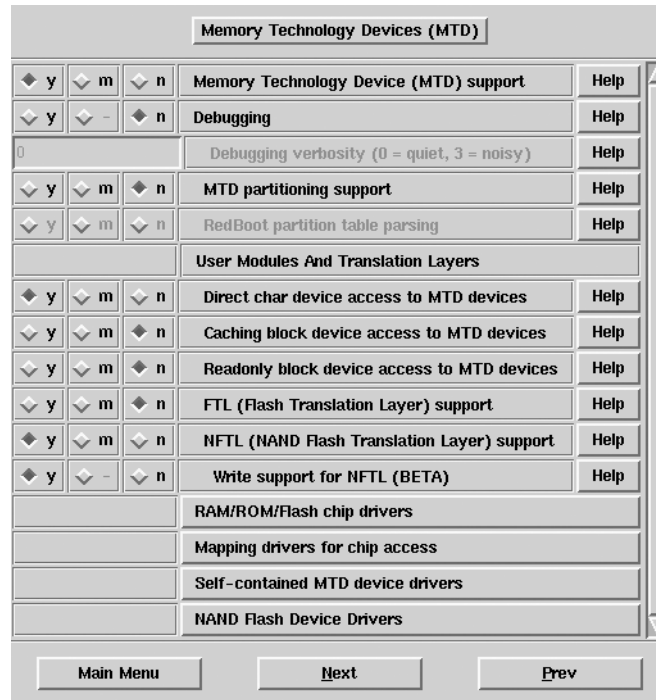 Memory Technology Devices (MTD)
y m n Memory Technology Device (MTD) support Help
y - n Debugging Help
0 Debugging verbosity (0 = quiet, 3 = noisy) Help
y m n MTD partitioning support Help
y m n RedBoot partition table parsing Help
User Modules And Translation Layers
y m n Direct char device access to MTD devices Help
y m n Caching block device access to MTD devices Help
y m n Readonly block device access to MTD devices Help
y m n FTL (Flash Translation Layer) support Help
y m n NFTL (NAND Flash Translation Layer) support Help
y - n Write support for NFTL (BETA) Help
RAM/ROM/Flash chip drivers
Mapping drivers for chip access
Self-contained MTD device drivers
NAND Flash Device Drivers
Main Menu Next Prev